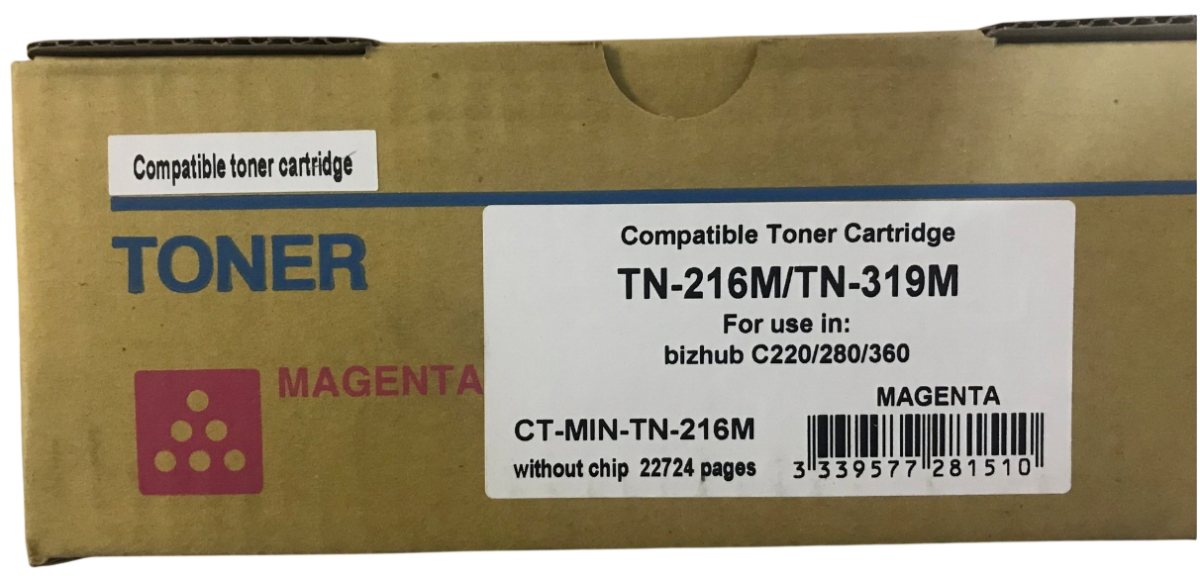 Compatible toner cartridge
TONER
MAGENTA
Compatible Toner Cartridge
TN-216M/TN-319M
For use in:
bizhub C220/280/360
MAGENTA
CT-MIN-TN-216M
without chip 22724 pages
3 339577 281510